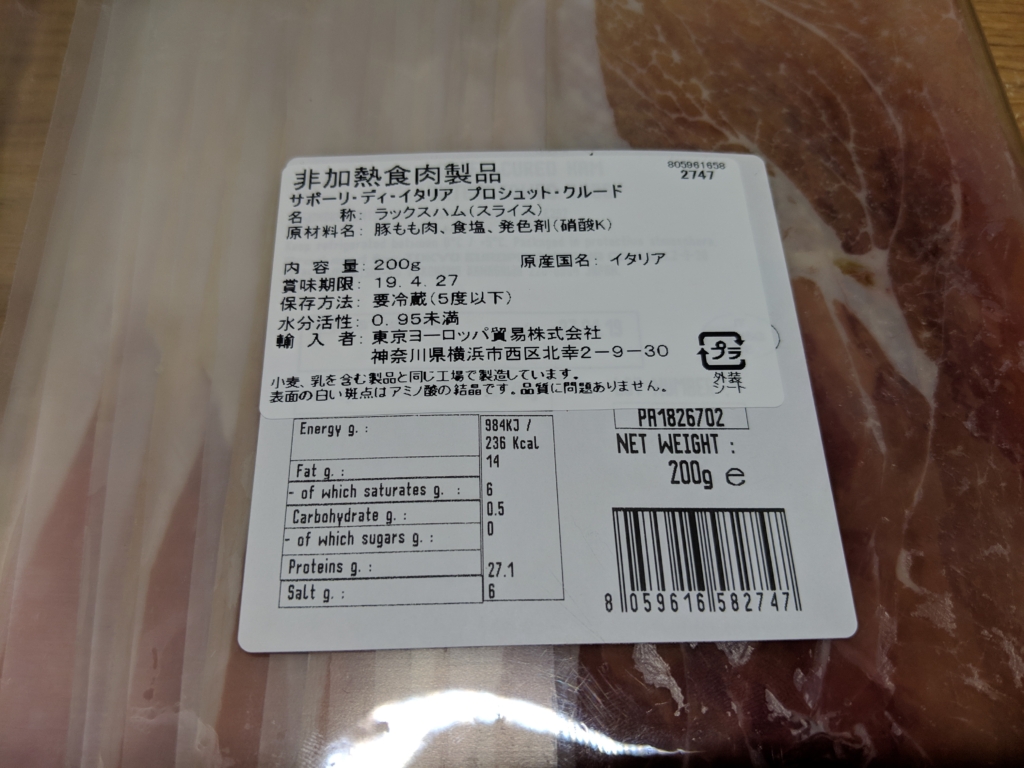 非加熱食肉製品
805961658
2747
サポーリ・ディ・イタリア プロシュット・クルード
名 称: ラックスハム(スライス)
原材料名: 豚もも肉、食塩、発色剤(硝酸K)
内容量: 200g 原産国名: イタリア
賞味期限: 19. 4. 27
保存方法: 要冷蔵(5度以下)
水分活性: 0. 95未満
輸入者: 東京ヨーロッパ貿易株式会社
神奈川県横浜市西区北幸2-9-30
プラ
外装
シート
小麦、乳を含む製品と同じ工場で製造しています。
表面の白い斑点はアミノ酸の結晶です。品質に問題ありません。
Energy g. : 984KJ /
236 Kcal
Fat g. : 14
- of which saturates g. : 6
Carbohydrate g. : 0.5
- of which sugars g. : 0
Proteins g. : 27.1
Salt g. : 6
PA1826702
NET WEIGHT :
200g e
8 059616 582747